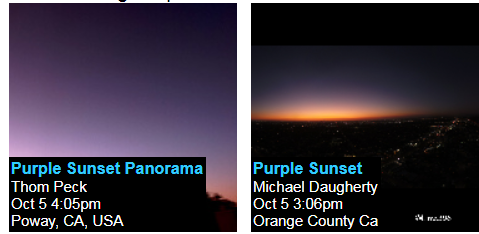 Purple Sunset Panorama
Thom Peck
Oct 5 4:05pm
Poway, CA, USA
Purple Sunset
Michael Daugherty
Oct 5 3:06pm
Orange County Ca